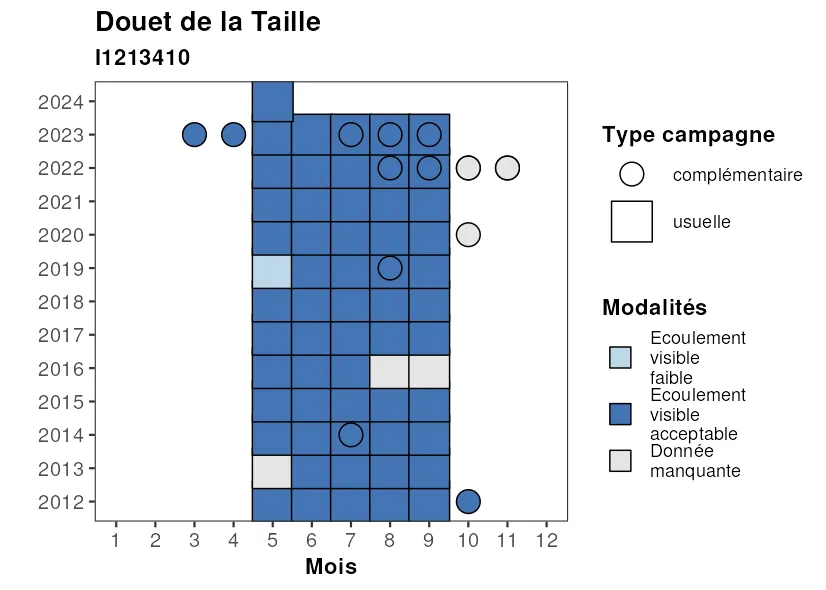 Douet de la Taille
I1213410
2024
2023
2022
2021
2020
2019
2018
2017
2016
2015
2014
2013
2012
1 2 3 4 5 6 7 8 9 10 11 12
Mois
Type campagne
complémentaire
usuelle
Modalités
Ecoulement
visible
faible
Ecoulement
visible
acceptable
Donnée
manquante